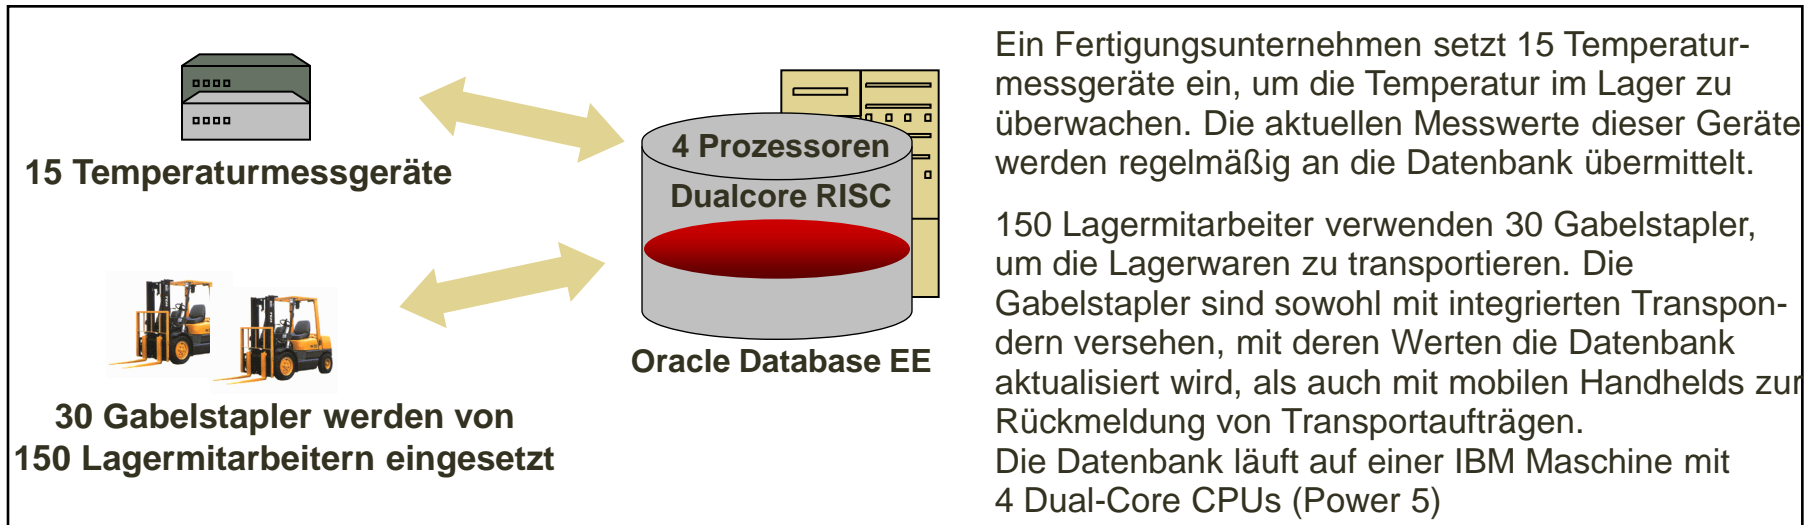 15 Temperaturmessgeräte
30 Gabelstapler werden von
150 Lagermitarbeitern eingesetzt
4 Prozessoren
Dualcore RISC
Oracle Database EE
Ein Fertigungsunternehmen setzt 15 Temperatur-
messgeräte ein, um die Temperatur im Lager zu
überwachen. Die aktuellen Messwerte dieser Geräte
werden regelmäßig an die Datenbank übermittelt.
150 Lagermitarbeiter verwenden 30 Gabelstapler,
um die Lagerwaren zu transportieren. Die
Gabelstapler sind sowohl mit integrierten Transpon-
dern versehen, mit deren Werten die Datenbank
aktualisiert wird, als auch mit mobilen Handhelds zur
Rückmeldung von Transportaufträgen.
Die Datenbank läuft auf einer IBM Maschine mit
4 Dual-Core CPUs (Power 5)